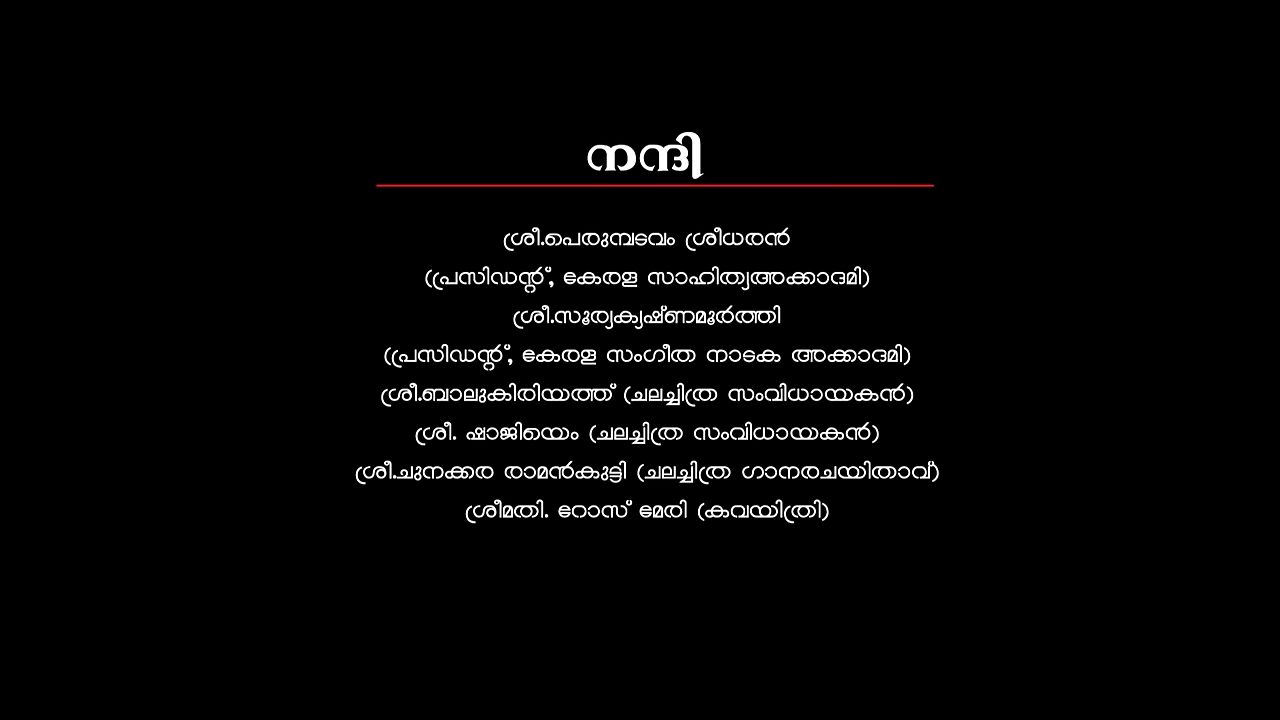 നന്ദി
ശ്രീ.പെരുമ്പടവം ശ്രീധരൻ
(പ്രസിഡന്റ്, കേരള സാഹിത്യഅക്കാദമി)
ശ്രീ.സൂര്യക്യഷ്ണമൂർത്തി
(പ്രസിഡന്റ്, കേരള സംഗീത നാടക അക്കാദമി)
ശ്രീ.ബാലുകിരിയത്ത് (ചലച്ചിത്ര സംവിധായകൻ)
ശ്രീ. ഷാജിയെം (ചലച്ചിത്ര സംവിധായകൻ)
ശ്രീ.ചുനക്കര രാമൻകുട്ടി (ചലച്ചിത്ര ഗാനരചയിതാവ്)
ശ്രീമതി. റോസ് മേരി (കവയിത്രി)